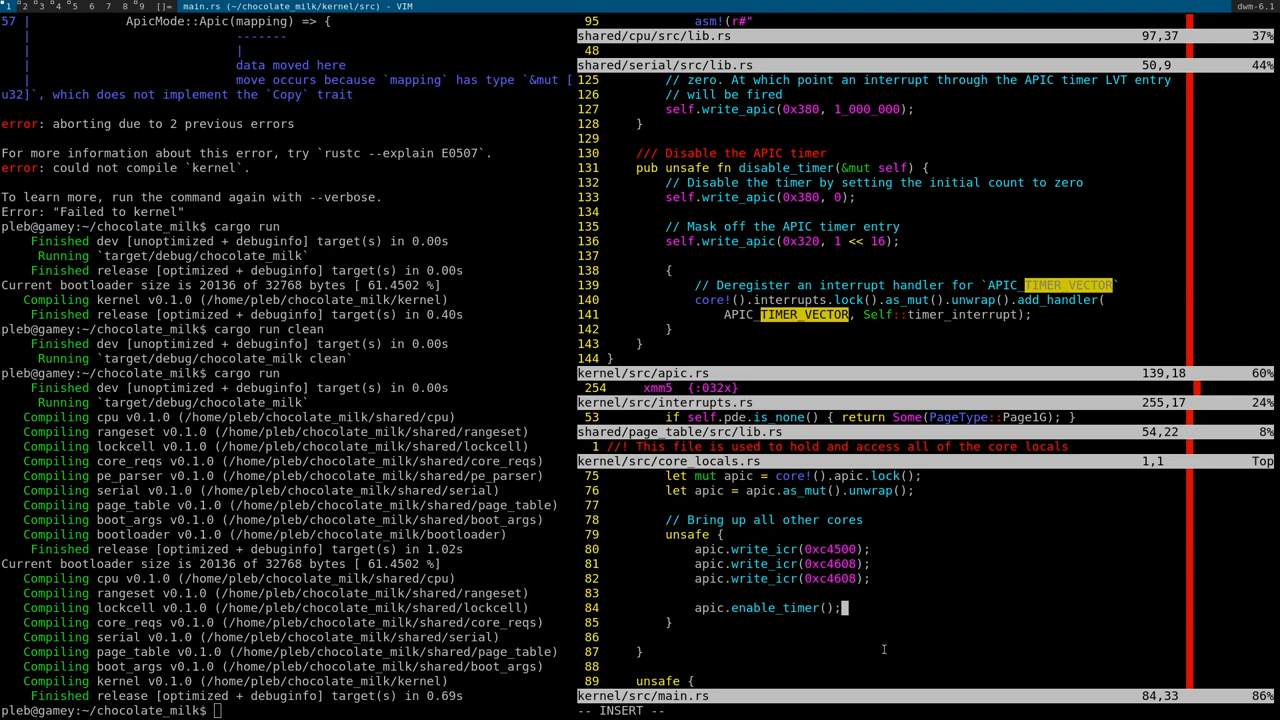 1 2 3 4 5 6 7 8 9 []= main.rs (~/chocolate_milk/kernel/src) - VIM dwm-6.1
57 | ApicMode::Apic(mapping) => {
| -------
| |
| data moved here
| move occurs because `mapping` has type `&mut [
u32]`, which does not implement the `Copy` trait
error: aborting due to 2 previous errors
For more information about this error, try `rustc --explain E0507`.
error: could not compile `kernel`.
To learn more, run the command again with --verbose.
Error: "Failed to kernel"
pleb@gamey:~/chocolate_milk$ cargo run
Finished dev [unoptimized + debuginfo] target(s) in 0.00s
Running `target/debug/chocolate_milk`
Finished release [optimized + debuginfo] target(s) in 0.00s
Current bootloader size is 20136 of 32768 bytes [ 61.4502 %]
Compiling kernel v0.1.0 (/home/pleb/chocolate_milk/kernel)
Finished release [optimized + debuginfo] target(s) in 0.40s
pleb@gamey:~/chocolate_milk$ cargo run clean
Finished dev [unoptimized + debuginfo] target(s) in 0.00s
Running `target/debug/chocolate_milk clean`
pleb@gamey:~/chocolate_milk$ cargo run
Finished dev [unoptimized + debuginfo] target(s) in 0.00s
Running `target/debug/chocolate_milk`
Compiling cpu v0.1.0 (/home/pleb/chocolate_milk/shared/cpu)
Compiling rangeset v0.1.0 (/home/pleb/chocolate_milk/shared/rangeset)
Compiling lockcell v0.1.0 (/home/pleb/chocolate_milk/shared/lockcell)
Compiling core_reqs v0.1.0 (/home/pleb/chocolate_milk/shared/core_reqs)
Compiling pe_parser v0.1.0 (/home/pleb/chocolate_milk/shared/pe_parser)
Compiling serial v0.1.0 (/home/pleb/chocolate_milk/shared/serial)
Compiling page_table v0.1.0 (/home/pleb/chocolate_milk/shared/page_table)
Compiling boot_args v0.1.0 (/home/pleb/chocolate_milk/shared/boot_args)
Compiling bootloader v0.1.0 (/home/pleb/chocolate_milk/bootloader)
Finished release [optimized + debuginfo] target(s) in 1.02s
Current bootloader size is 20136 of 32768 bytes [ 61.4502 %]
Compiling cpu v0.1.0 (/home/pleb/chocolate_milk/shared/cpu)
Compiling rangeset v0.1.0 (/home/pleb/chocolate_milk/shared/rangeset)
Compiling lockcell v0.1.0 (/home/pleb/chocolate_milk/shared/lockcell)
Compiling core_reqs v0.1.0 (/home/pleb/chocolate_milk/shared/core_reqs)
Compiling serial v0.1.0 (/home/pleb/chocolate_milk/shared/serial)
Compiling page_table v0.1.0 (/home/pleb/chocolate_milk/shared/page_table)
Compiling boot_args v0.1.0 (/home/pleb/chocolate_milk/shared/boot_args)
Compiling kernel v0.1.0 (/home/pleb/chocolate_milk/kernel)
Finished release [optimized + debuginfo] target(s) in 0.69s
pleb@gamey:~/chocolate_milk$
95 asm!(r#"
shared/cpu/src/lib.rs 97,37 37%
48
shared/serial/src/lib.rs 50,9 44%
125 // zero. At which point an interrupt through the APIC timer LVT entry
126 // will be fired
127 self.write_apic(0x380, 1_000_000);
128 }
129
130 /// Disable the APIC timer
131 pub unsafe fn disable_timer(&mut self) {
132 // Disable the timer by setting the initial count to zero
133 self.write_apic(0x380, 0);
134
135 // Mask off the APIC timer entry
136 self.write_apic(0x320, 1 << 16);
137
138 {
139 // Deregister an interrupt handler for `APIC_TIMER_VECTOR`
140 core!().interrupts.lock().as_mut().unwrap().add_handler(
141 APIC_TIMER_VECTOR, Self::timer_interrupt);
142 }
143 }
144 }
kernel/src/apic.rs 139,18 60%
254 xmm5 {:032x}
kernel/src/interrupts.rs 255,17 24%
53 if self.pde.is_none() { return Some(PageType::Page1G); }
shared/page_table/src/lib.rs 54,22 8%
1 //! This file is used to hold and access all of the core locals
kernel/src/core_locals.rs 1,1 Top
75 let mut apic = core!().apic.lock();
76 let apic = apic.as_mut().unwrap();
77
78 // Bring up all other cores
79 unsafe {
80 apic.write_icr(0xc4500);
81 apic.write_icr(0xc4608);
82 apic.write_icr(0xc4608);
83
84 apic.enable_timer();
85 }
86
87 }
88
89 unsafe {
kernel/src/main.rs 84,33 86%
-- INSERT --